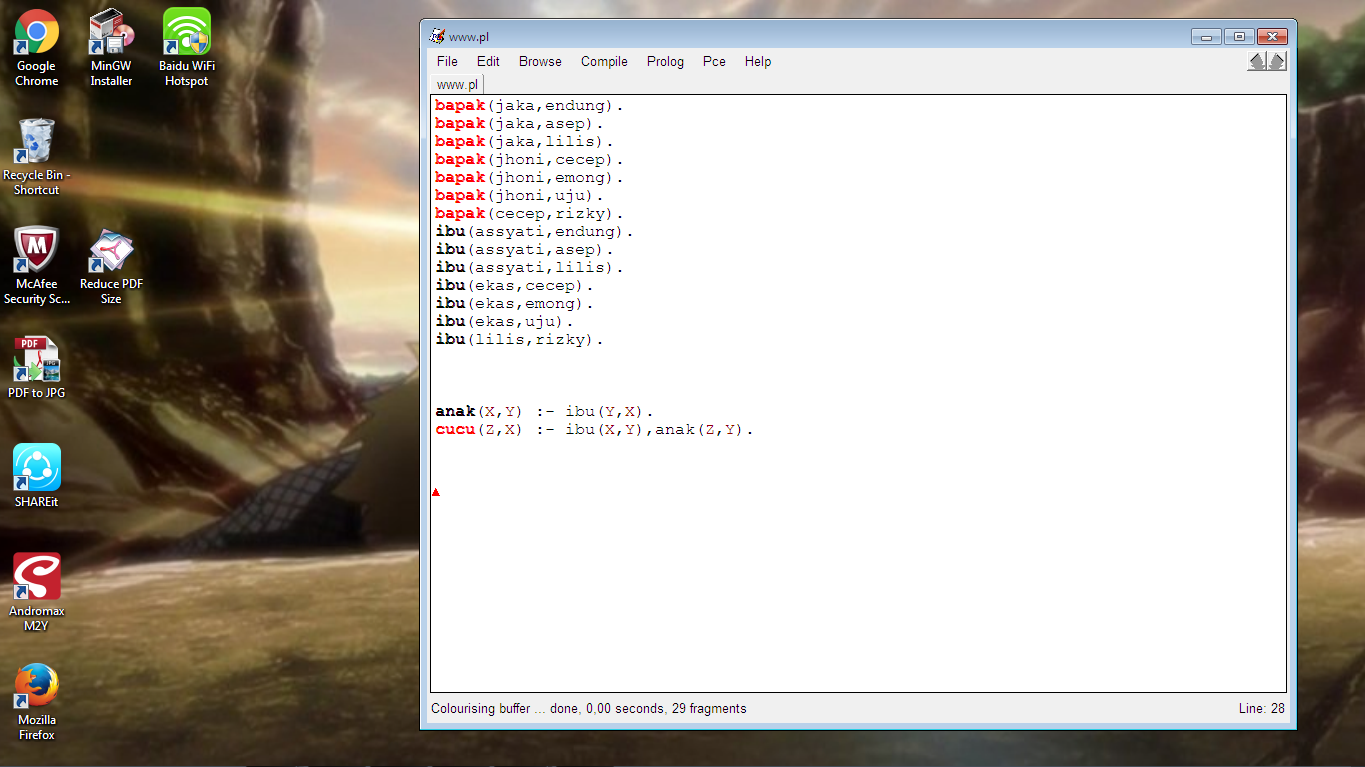 Google
Chrome
MinGW
Installer
Baidu WiFi
Hotspot
Recycle Bin -
Shortcut
McAfee
Security Sc...
Reduce PDF
Size
PDF
JPG
PDF to JPG
SHAREit
Andromax
M2Y
Mozilla
Firefox
www.pl
File Edit Browse Compile Prolog Pce Help
www.pl
bapak(jaka,endung).
bapak(jaka,asep).
bapak(jaka,lilis).
bapak(jhoni,cecep).
bapak(jhoni,emong).
bapak(jhoni,uju).
bapak(cecep,rizky).
ibu(assyati,endung).
ibu(assyati,asep).
ibu(assyati,lilis).
ibu(ekas,cecep).
ibu(ekas,emong).
ibu(ekas,uju).
ibu(lilis,rizky).
anak(X,Y) :- ibu(Y,X).
cucu(Z,X) :- ibu(X,Y),anak(Z,Y).
Colourising buffer ... done, 0,00 seconds, 29 fragments
Line: 28